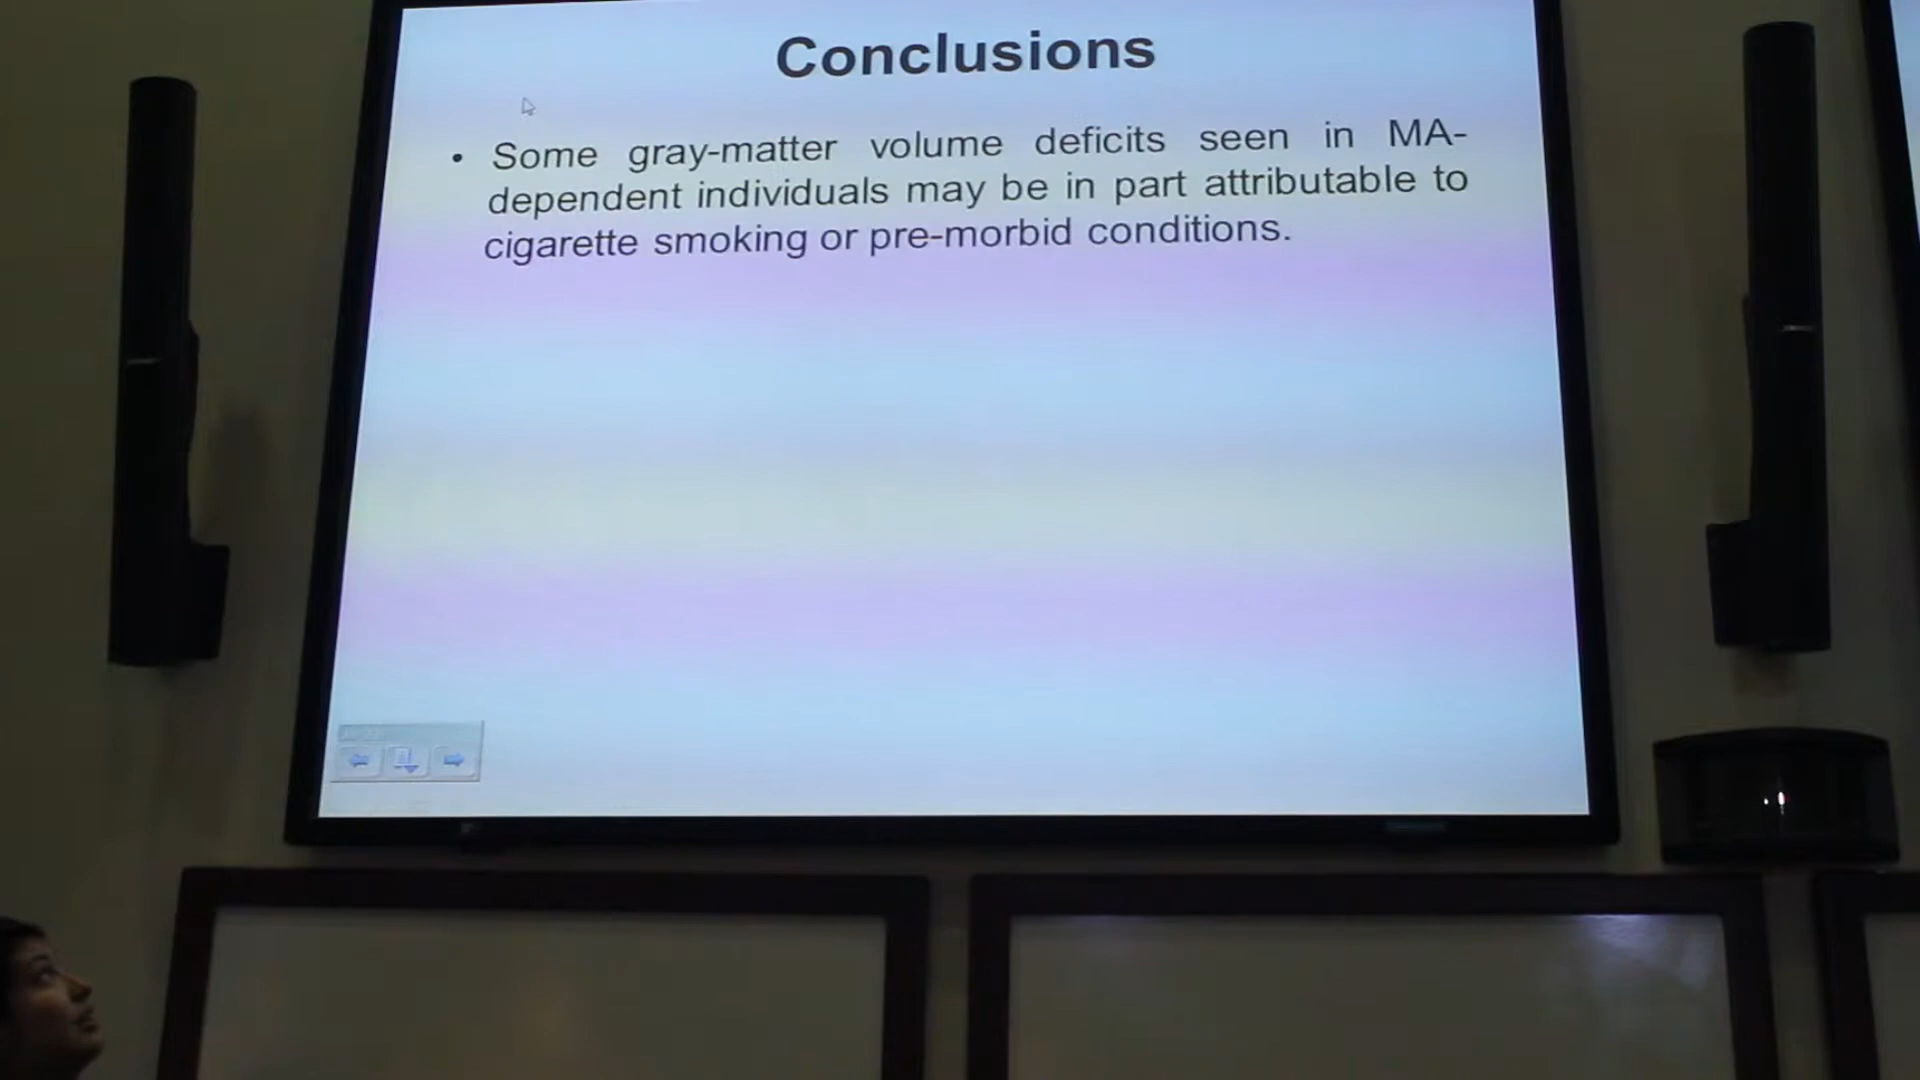 Conclusions
• Some gray-matter volume deficits seen in MA-
dependent individuals may be in part attributable to
cigarette smoking or pre-morbid conditions.